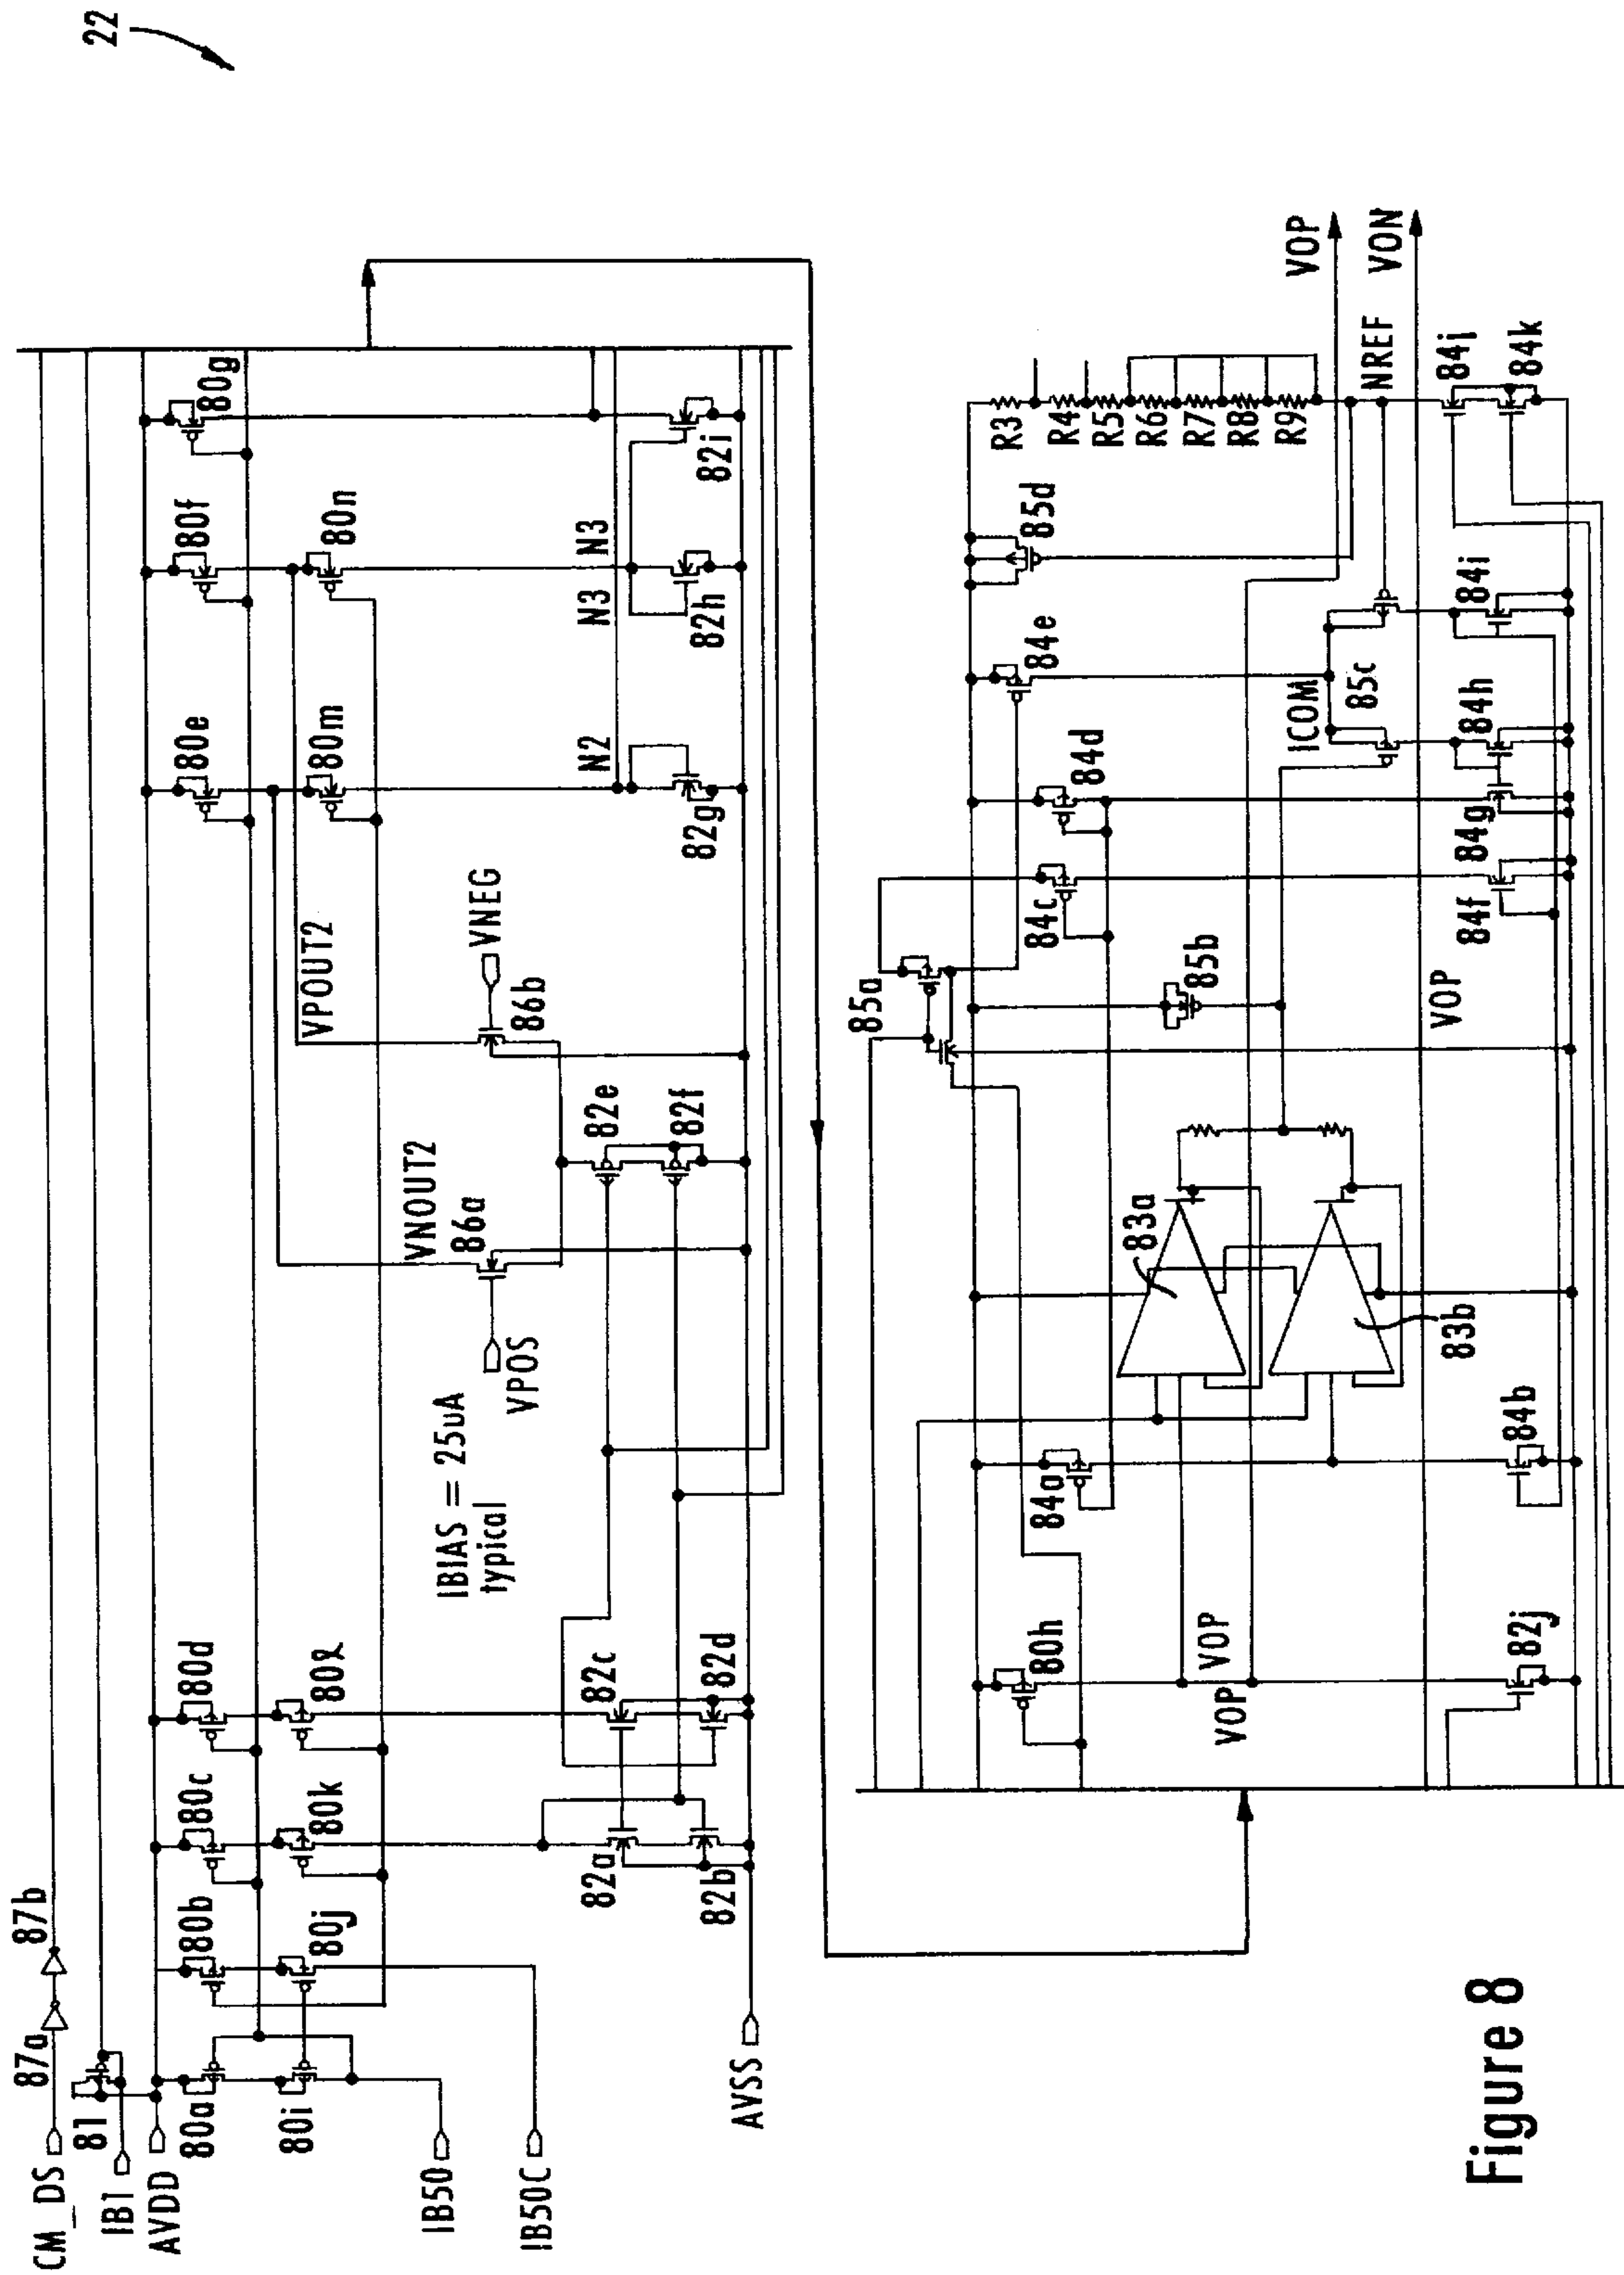 22
CM_DS
87a
87b
81
IB1
AVDD
80a
80b
80c
80d
80e
80f
80g
80i
80j
80k
80ℓ
80m
80n
IB50
IB50C
VNOUT2
VPOUT2
IBIAS = 25uA
typical
VPOS
86a
VNEG
86b
82a
82b
82c
82d
82e
82f
N2
N3
N3
82g
82h
82i
AVSS
85a
84a
80h
83a
83b
85b
84c
84d
84e
85d
R3
R4
R5
R6
R7
R8
R9
VOP
VOP
VOP
VOP
ICOM
85c
NREF
VON
82j
84b
84f
84g
84h
84i
84j
84k
Figure 8